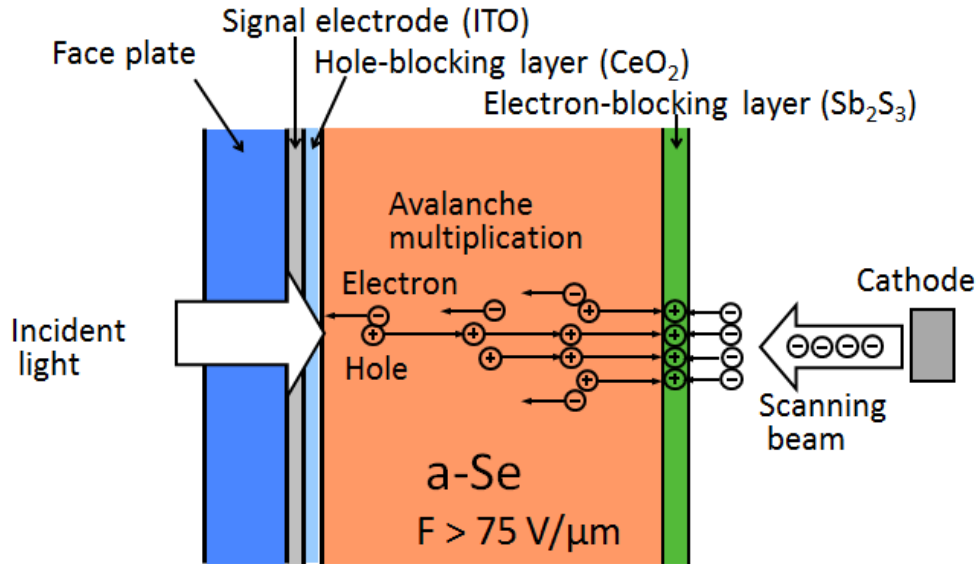 Signal electrode (ITO)
Face plate
Hole-blocking layer (CeO₂)
Electron-blocking layer (Sb₂S₃)
Avalanche
multiplication
Electron
Cathode
Incident
light
Hole
Scanning
beam
a-Se
F > 75 V/μm